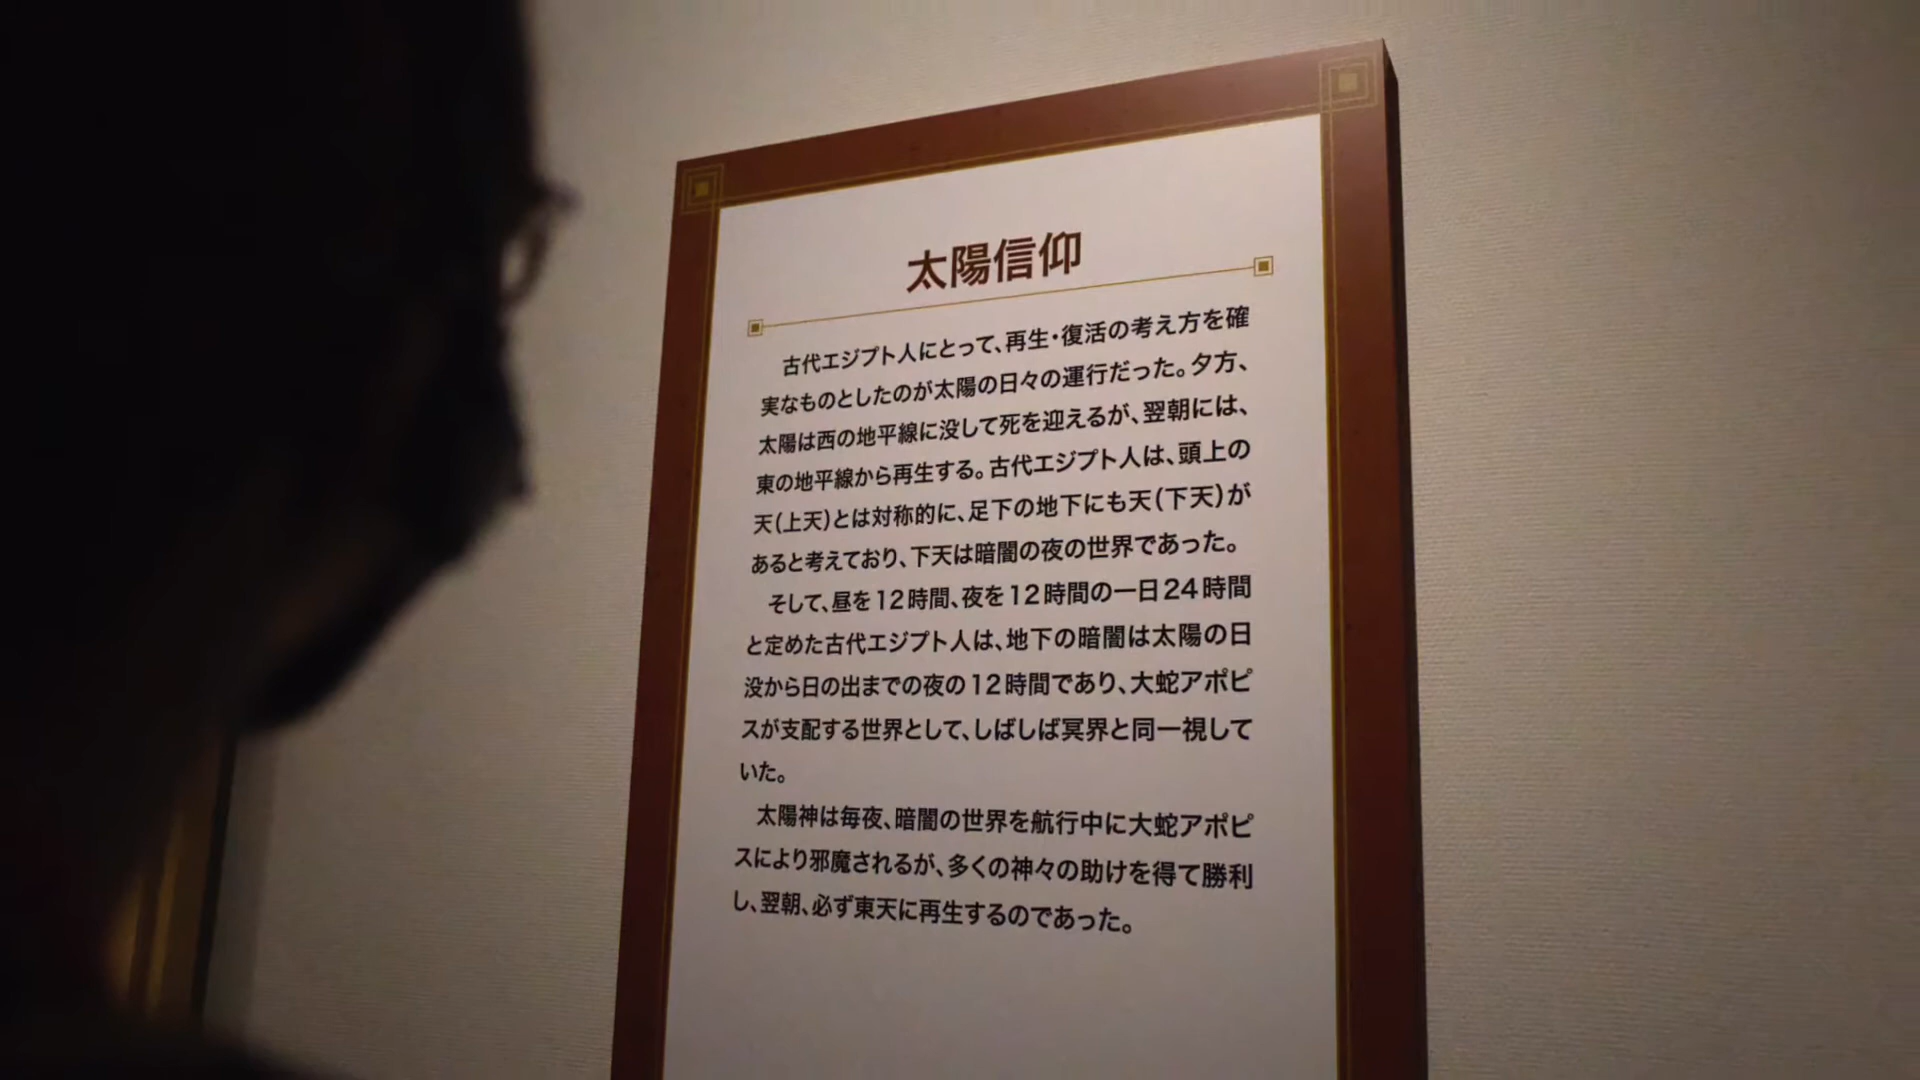 太陽信仰
古代エジプト人にとって、再生・復活の考え方を確
実なものとしたのが太陽の日々の運行だった。夕方、
太陽は西の地平線に没して死を迎えるが、翌朝には、
東の地平線から再生する。古代エジプト人は、頭上の
天(上天)とは対称的に、足下の地下にも天(下天)が
あると考えており、下天は暗闇の夜の世界であった。
そして、昼を12時間、夜を12時間の一日24時間
と定めた古代エジプト人は、地下の暗闇は太陽の日
没から日の出までの夜の12時間であり、大蛇アポピ
スが支配する世界として、しばしば冥界と同一視して
いた。
太陽神は毎夜、暗闇の世界を航行中に大蛇アポピ
スにより邪魔されるが、多くの神々の助けを得て勝利
し、翌朝、必ず東天に再生するのであった。